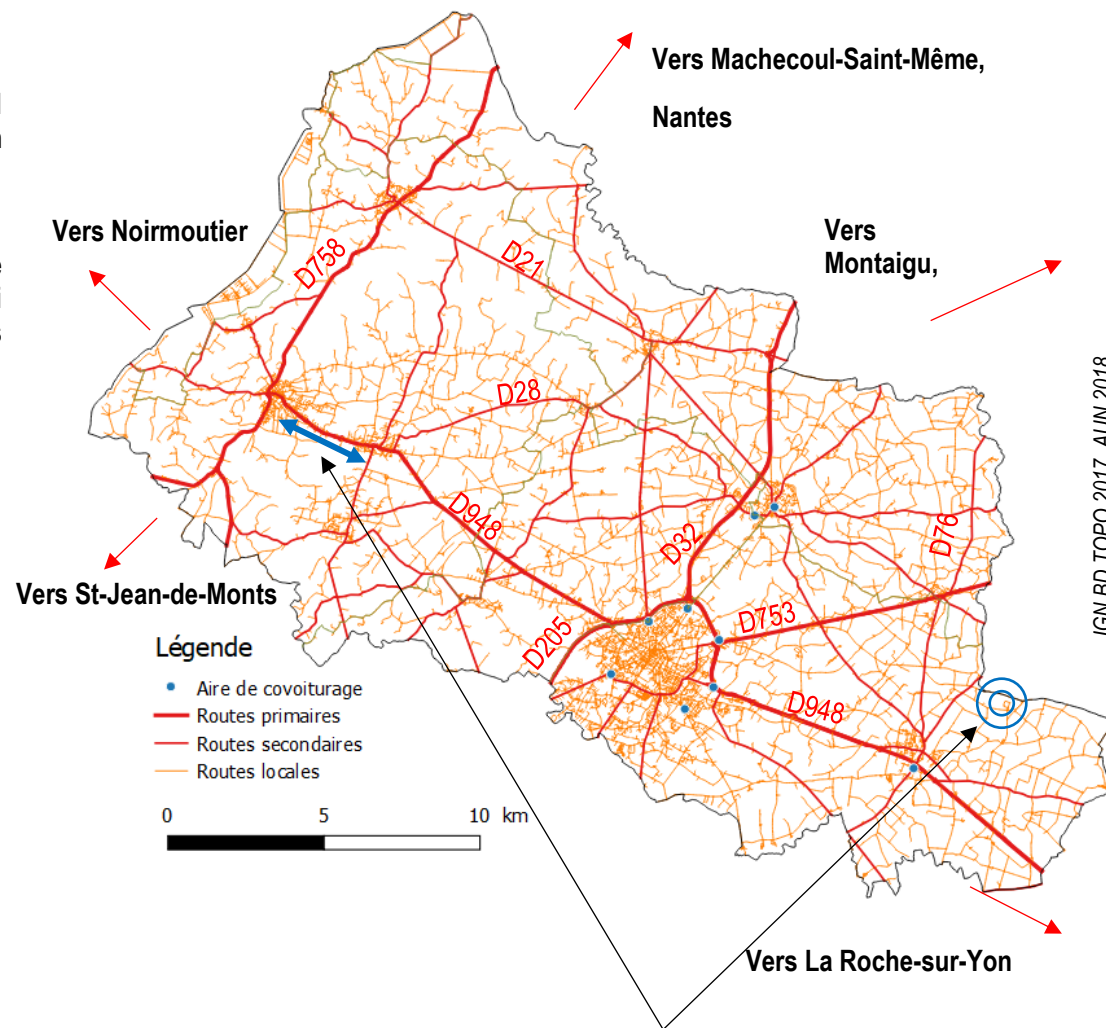 Vers Machecoul-Saint-Même,
Nantes
Vers Noirmoutier
Vers
Montaigu,
D758
D21
D28
IGN BD TOPO 2017, AUN 2018
D948
D32
D76
Vers St-Jean-de-Monts
D753
D205
Légende
Aire de covoiturage
Routes primaires
Routes secondaires
Routes locales
D948
0 5 10 km
Vers La Roche-sur-Yon